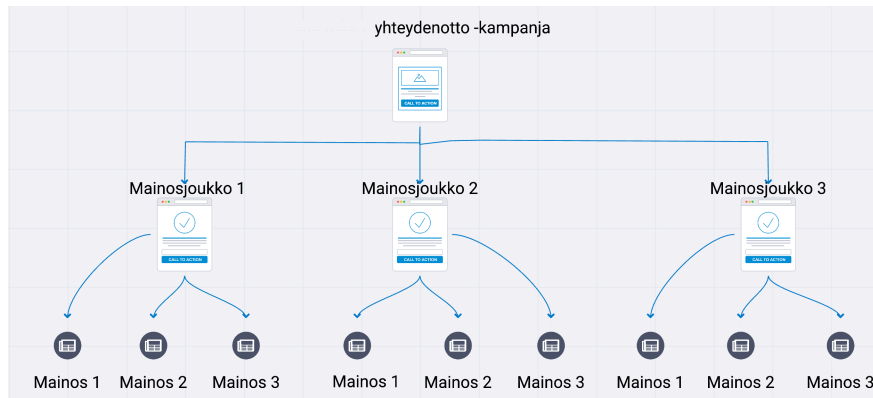 yhteydenotto -kampanja
CALL TO ACTION
Mainosjoukko 1
Mainosjoukko 2
Mainosjoukko 3
CALL TO ACTION
CALL TO ACTION
CALL TO ACTION
Mainos 1
Mainos 2
Mainos 3
Mainos 1
Mainos 2
Mainos 3
Mainos 1
Mainos 2
Mainos 3